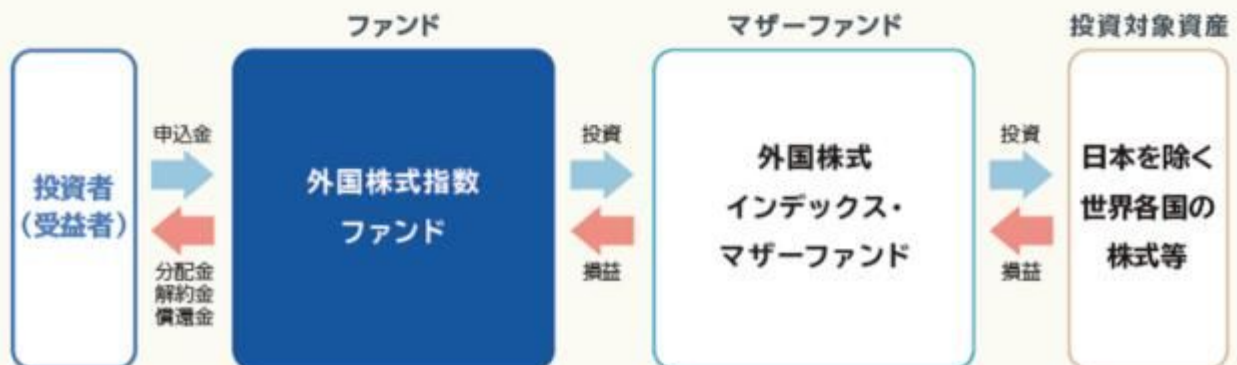 ファンド
マザーファンド
投資対象資産
投資者
(受益者)
申込金
分配金
解約金
償還金
外国株式指数
ファンド
投資
損益
外国株式
インデックス・
マザーファンド
投資
損益
日本を除く
世界各国の
株式等